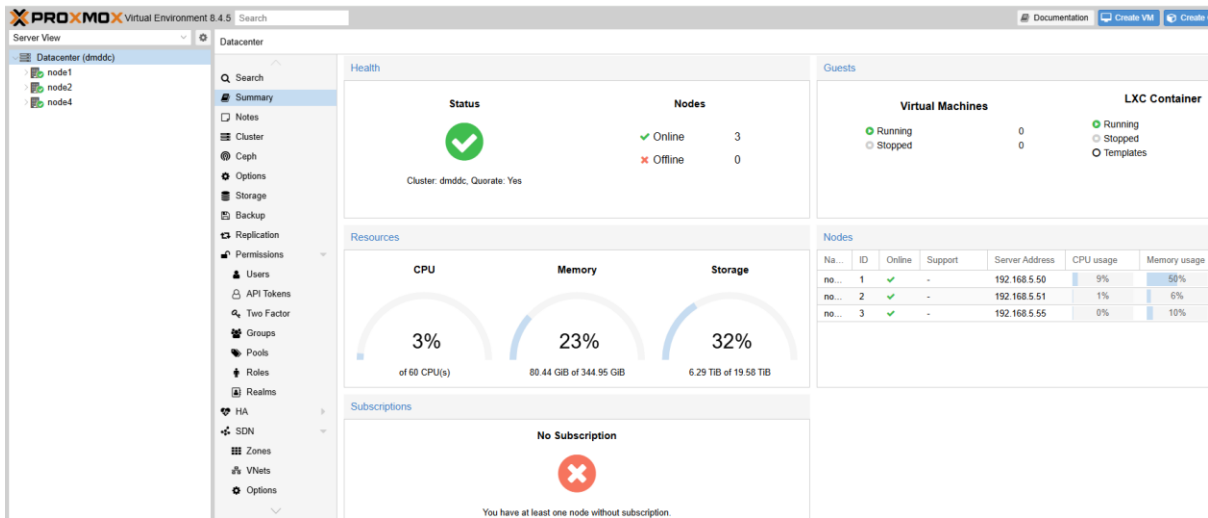 PROXMOX Virtual Environment 8.4.5 Search
Documentation Create VM Create
Server View
Datacenter
Datacenter (dmddc)
node1
node2
node4
Search
Summary
Notes
Cluster
Ceph
Options
Storage
Backup
Replication
Permissions
Users
API Tokens
Two Factor
Groups
Pools
Roles
Realms
HA
SDN
Zones
VNets
Options
Health
Status
Nodes
Online 3
Offline 0
Cluster: dmddc, Quorate: Yes
Guests
Virtual Machines
Running 0
Stopped 0
LXC Container
Running
Stopped
Templates
Resources
CPU
3%
of 60 CPU(s)
Memory
23%
80.44 GiB of 344.95 GiB
Storage
32%
6.29 TiB of 19.58 TiB
Nodes
Na... ID Online Support Server Address CPU usage Memory usage
no... 1 - 192.168.5.50 9% 50%
no... 2 - 192.168.5.51 1% 6%
no... 3 - 192.168.5.55 0% 10%
Subscriptions
No Subscription
You have at least one node without subscription.